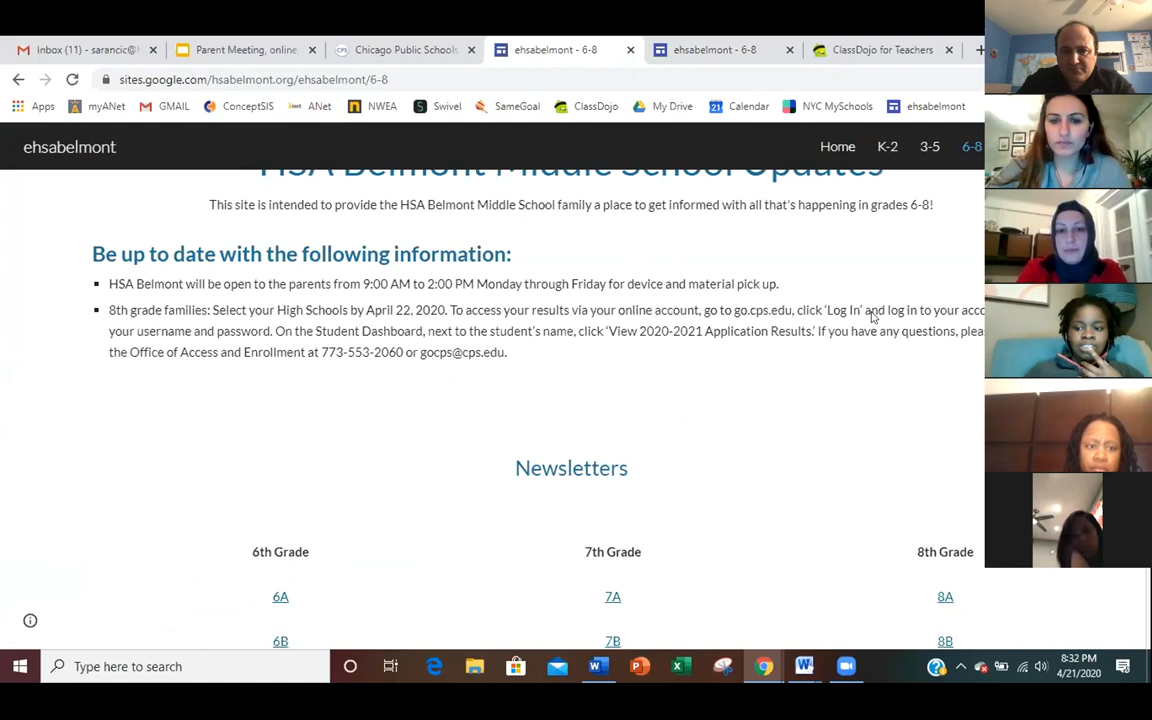 Inbox (11) - sarancic@h
Parent Meeting, online
Chicago Public Schools
ehsabelmont - 6-8
ehsabelmont - 6-8
ClassDojo for Teachers
sites.google.com/hsabelmont.org/ehsabelmont/6-8
Apps myANet GMAIL ConceptSIS ANet NWEA Swivel SameGoal ClassDojo My Drive Calendar NYC MySchools ehsabelmont
ehsabelmont
Home K-2 3-5 6-8
HSA Belmont Middle School Updates
This site is intended to provide the HSA Belmont Middle School family a place to get informed with all that's happening in grades 6-8!
Be up to date with the following information:
HSA Belmont will be open to the parents from 9:00 AM to 2:00 PM Monday through Friday for device and material pick up.
8th grade families: Select your High Schools by April 22, 2020. To access your results via your online account, go to go.cps.edu, click 'Log In' and log in to your acco
your username and password. On the Student Dashboard, next to the student's name, click 'View 2020-2021 Application Results.' If you have any questions, plea
the Office of Access and Enrollment at 773-553-2060 or gocps@cps.edu.
Newsletters
6th Grade 7th Grade 8th Grade
6A 7A 8A
6B 7B 8B
Type here to search
8:32 PM
4/21/2020